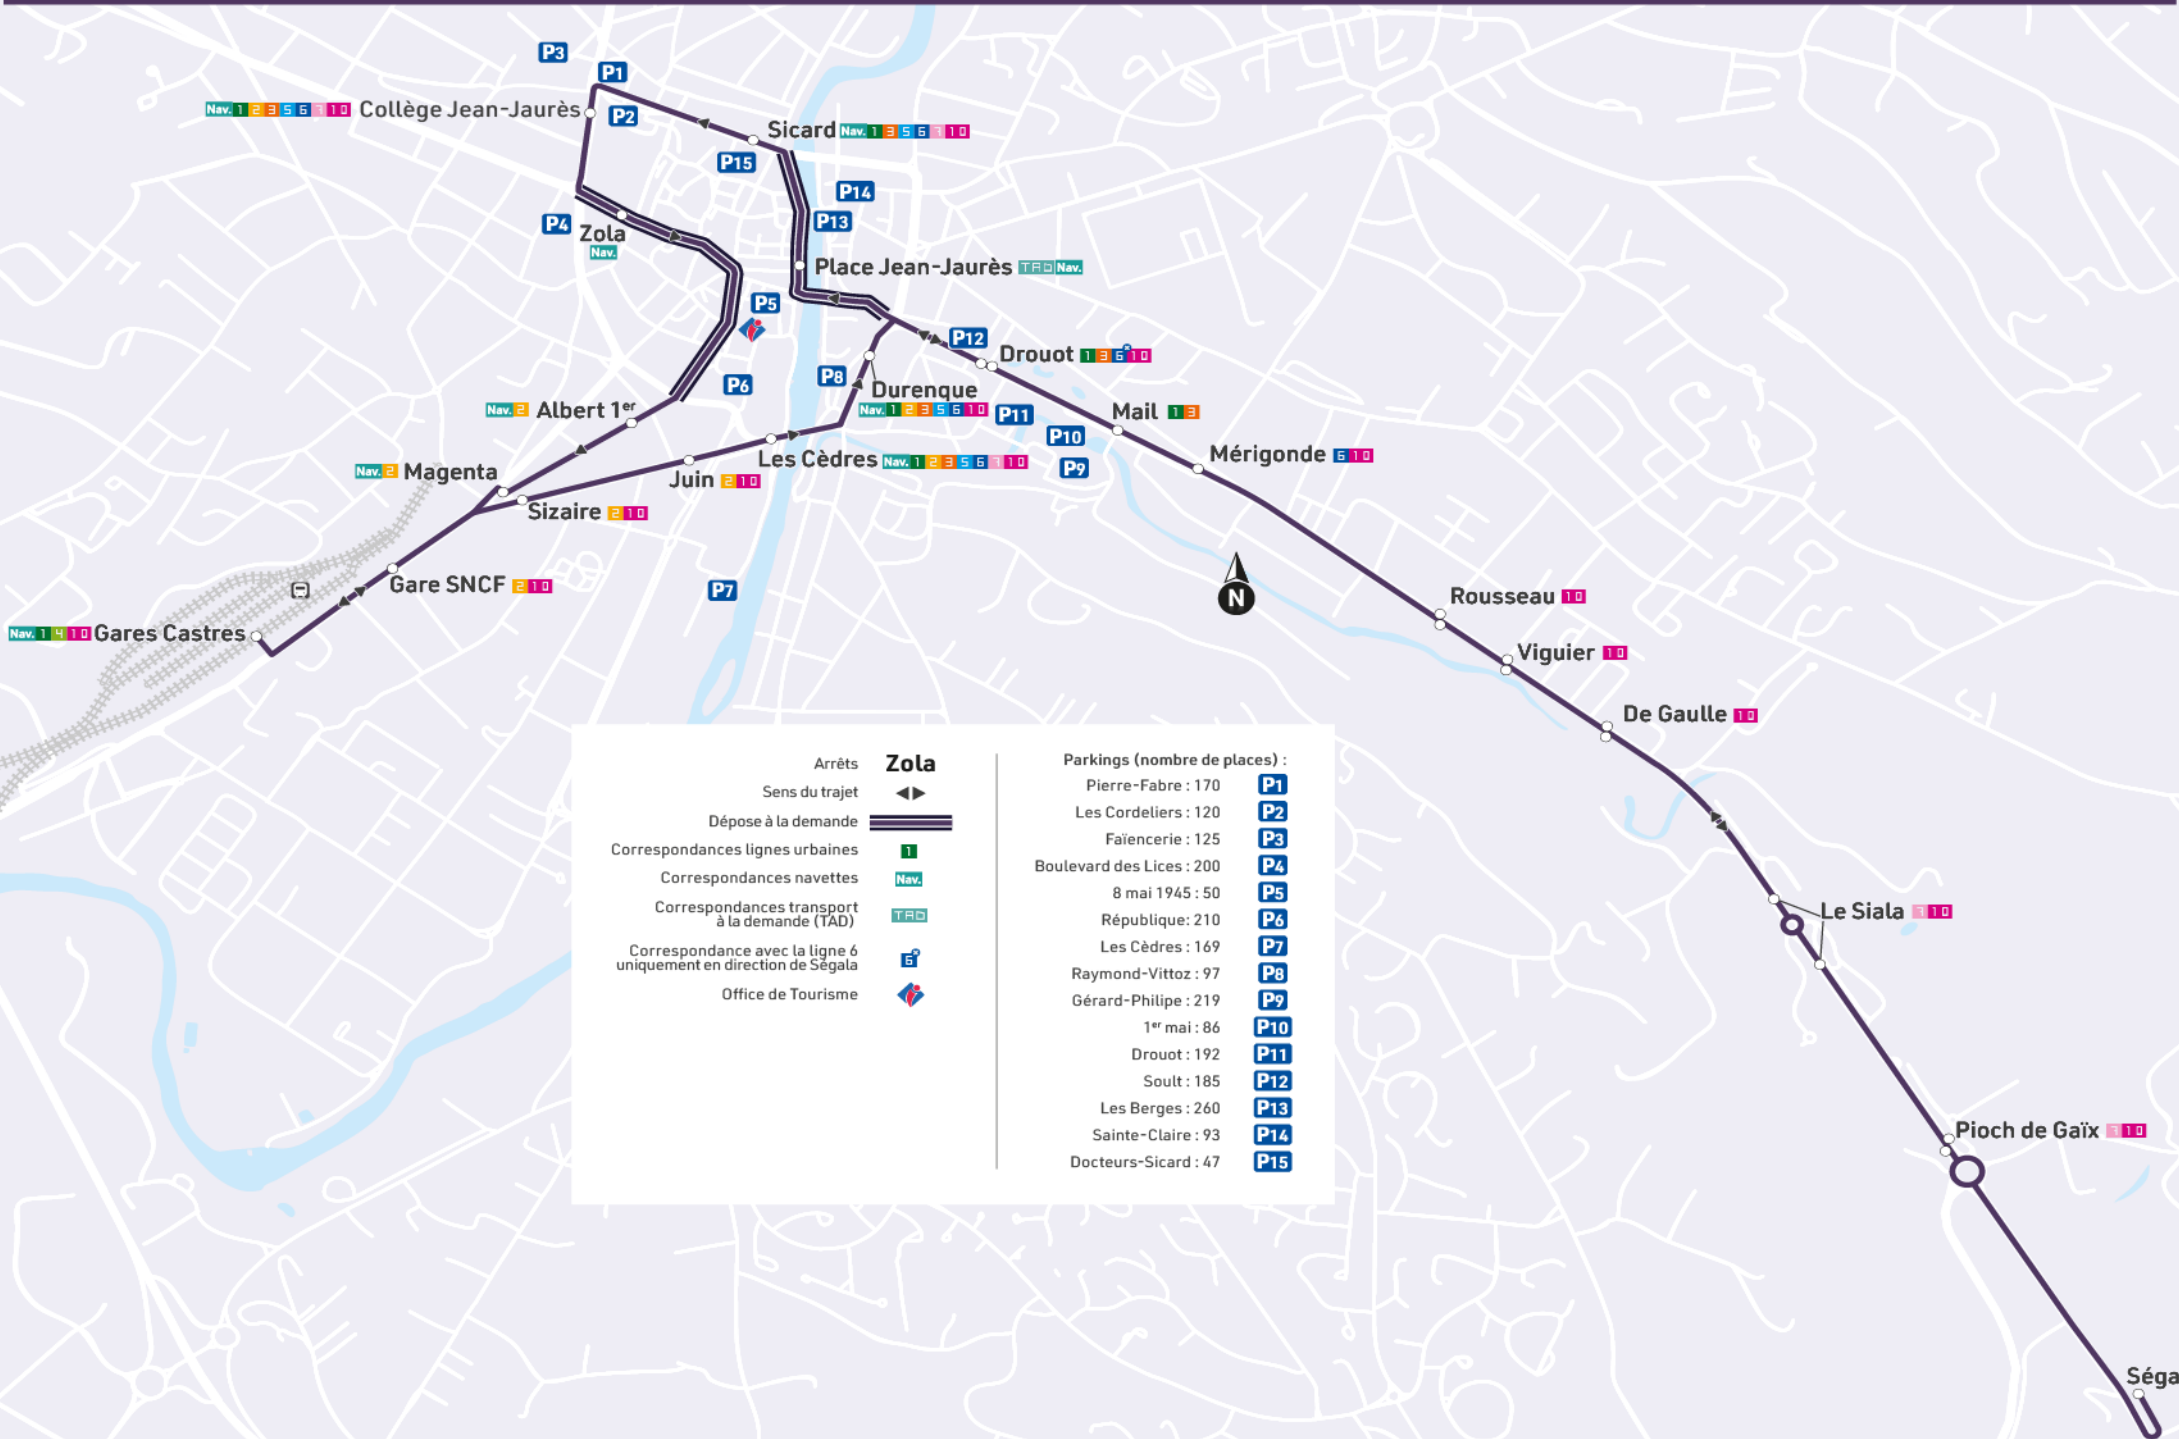 P3
P1
Nav. 1 2 3 5 6 7 10 Collège Jean-Jaurès
P2
Sicard Nav. 1 3 5 6 7 10
P15
P14
P13
P4
Zola
Nav.
Place Jean-Jaurès TAD Nav.
P5
P12
Drouot 1 3 6 10
P8
P6
Durenque
Nav. 1 2 3 5 6 10
P11
Nav. 2 Albert 1er
Mail 1 3
P10
P9
Mérigonde 6 10
Les Cèdres Nav. 1 2 3 5 6 7 10
Nav. 2 Magenta
Juin 2 10
Sizaire 2 10
Gare SNCF 2 10
P7
N
Rousseau 10
Nav. 1 4 10 Gares Castres
Viguier 10
De Gaulle 10
Le Siala 7 10
Pioch de Gaïx 7 10
Séga
Arrêts Zola
Sens du trajet
Dépose à la demande
Correspondances lignes urbaines 1
Correspondances navettes Nav.
Correspondances transport
à la demande (TAD) TAD
Correspondance avec la ligne 6
uniquement en direction de Ségala 6
Office de Tourisme
Parkings (nombre de places) :
Pierre-Fabre : 170 P1
Les Cordeliers : 120 P2
Faïencerie : 125 P3
Boulevard des Lices : 200 P4
8 mai 1945 : 50 P5
République: 210 P6
Les Cèdres : 169 P7
Raymond-Vittoz : 97 P8
Gérard-Philipe : 219 P9
1er mai : 86 P10
Drouot : 192 P11
Soult : 185 P12
Les Berges : 260 P13
Sainte-Claire : 93 P14
Docteurs-Sicard : 47 P15